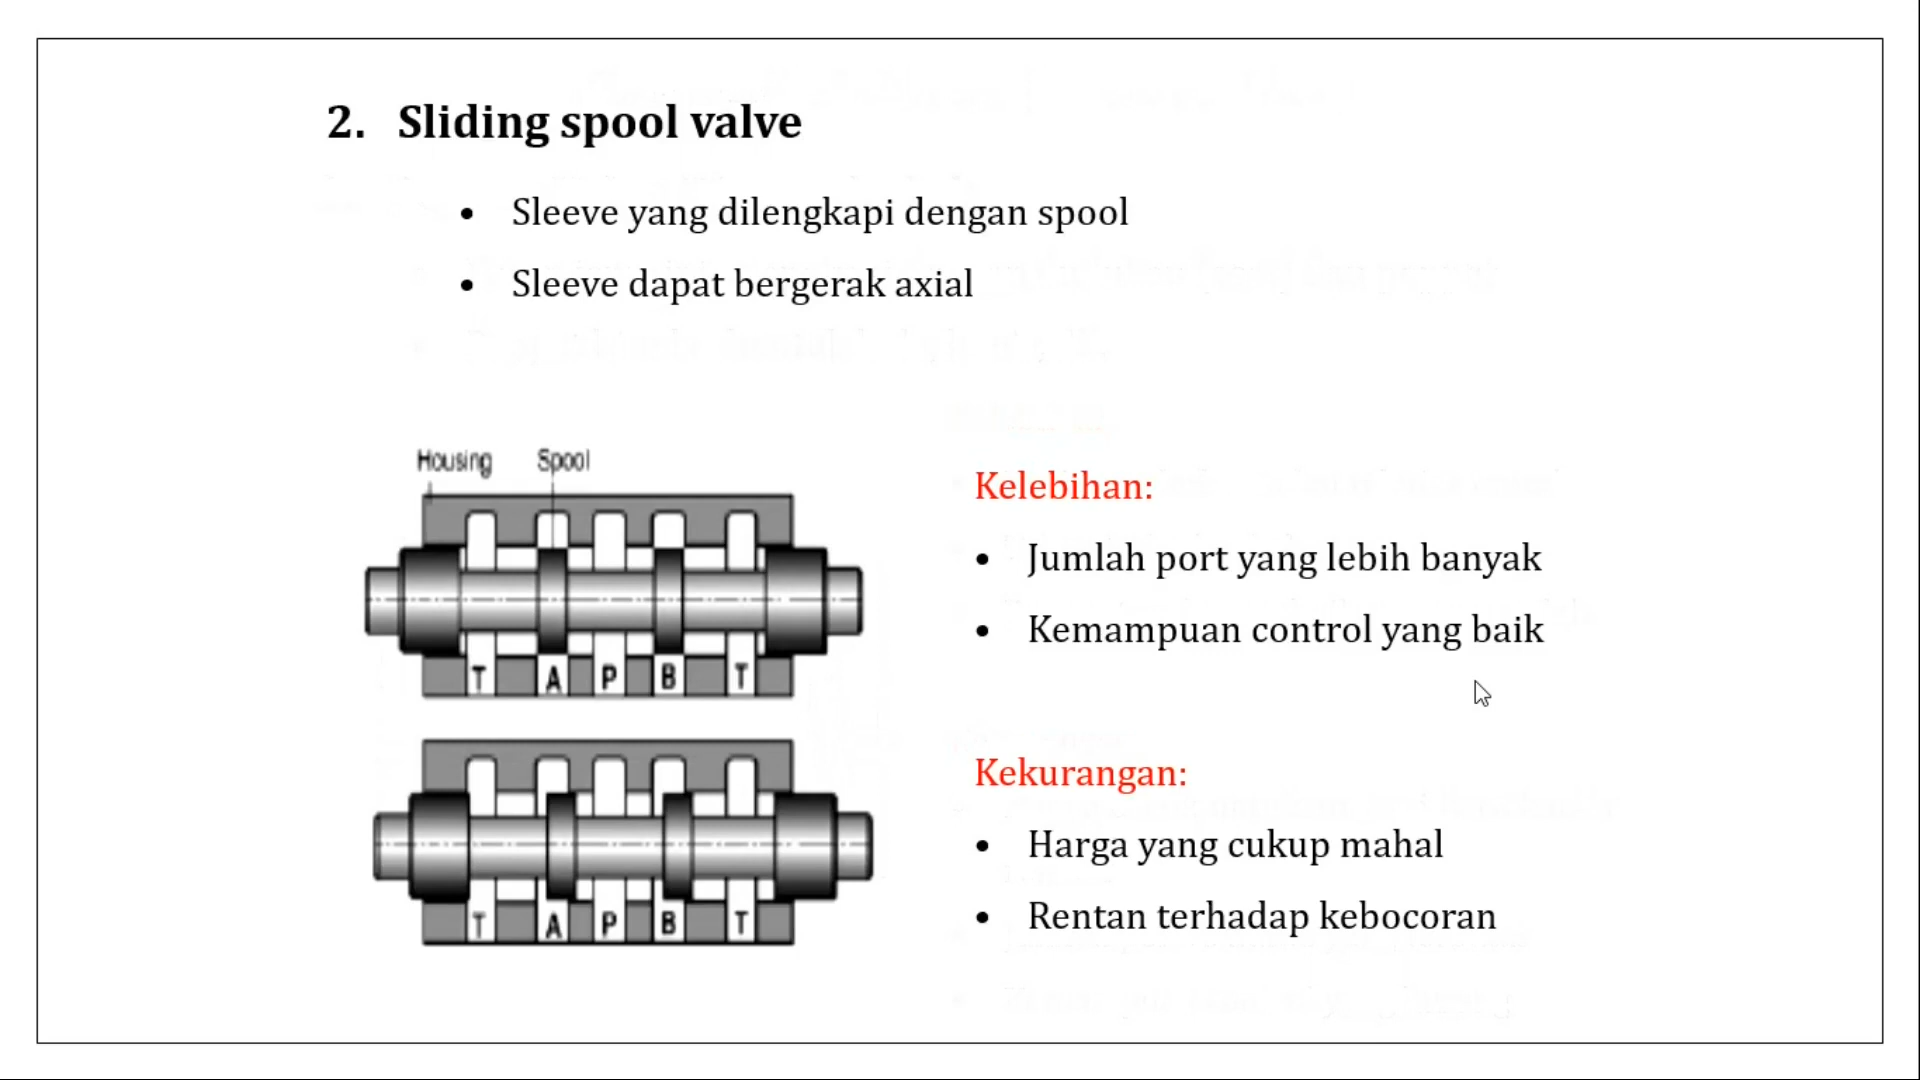 2. Sliding spool valve
• Sleeve yang dilengkapi dengan spool
• Sleeve dapat bergerak axial
Housing Spool
T A P B T
T A P B T
Kelebihan:
• Jumlah port yang lebih banyak
• Kemampuan control yang baik
Kekurangan:
• Harga yang cukup mahal
• Rentan terhadap kebocoran